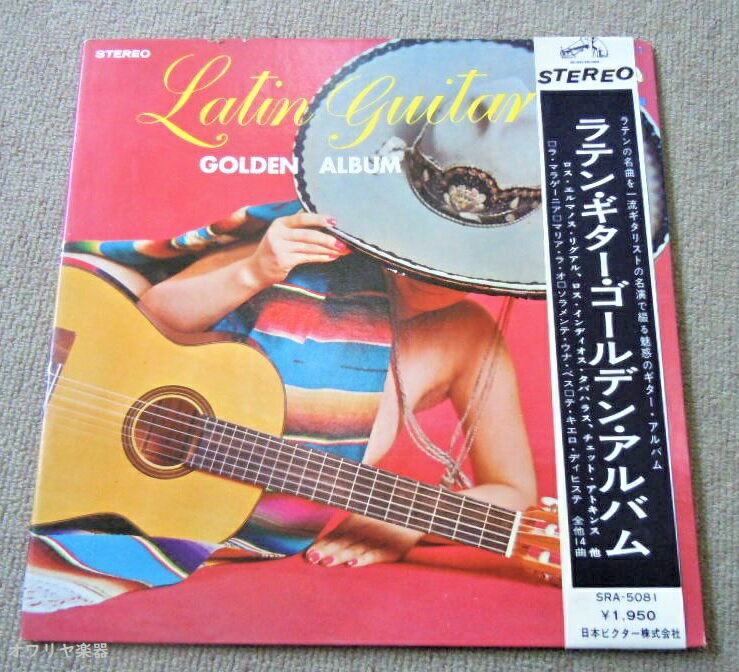 STEREO
Latin Guitar
GOLDEN ALBUM
STEREO
ラテンの名曲を一流ギタリストの名演で綴る魅惑のギター・アルバム
ラテン・ギター・ゴールデン・アルバム
ロス・エルマノス・リグアル、ロス・インディオス・タバハラス、チェット・アトキンス 他
□ラ・マラゲーニア□マリア・ラ・オ□ソラメンテ・ウナ・ベス□テ・キエロ・ディヒステ 全他14曲
SRA-5081
¥1,950
日本ビクター株式会社
オワリヤ楽器